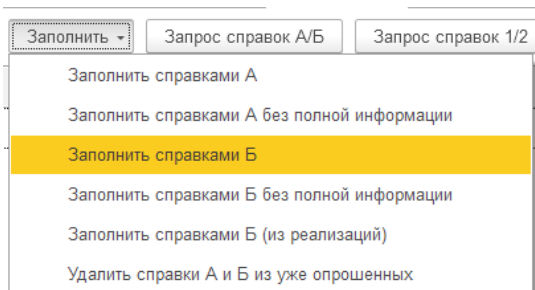 Заполнить
Запрос справок А/Б
Запрос справок 1/2
Заполнить справками А
Заполнить справками А без полной информации
Заполнить справками Б
Заполнить справками Б без полной информации
Заполнить справками Б (из реализаций)
Удалить справки А и Б из уже опрошенных